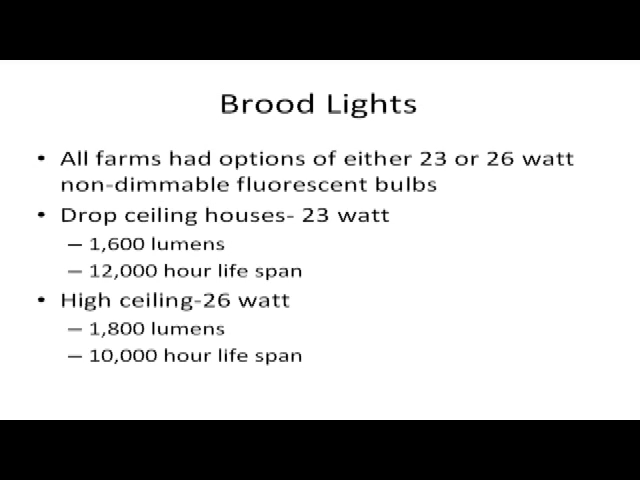 Brood Lights
• All farms had options of either 23 or 26 watt
non-dimmable fluorescent bulbs
• Drop ceiling houses- 23 watt
– 1,600 lumens
– 12,000 hour life span
• High ceiling-26 watt
– 1,800 lumens
– 10,000 hour life span